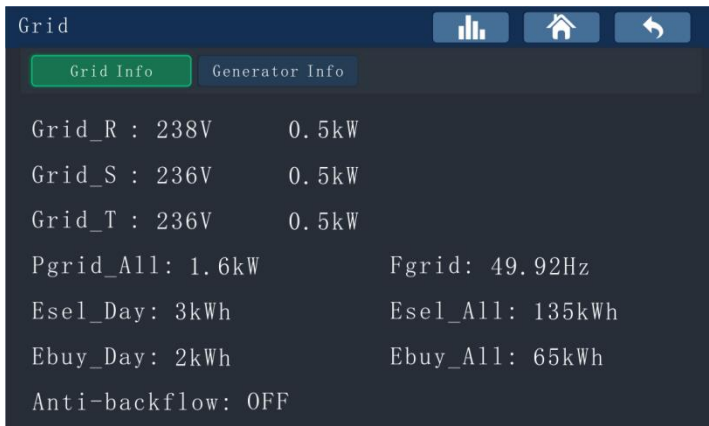 Grid
Grid Info Generator Info
Grid_R : 238V 0.5kW
Grid_S : 236V 0.5kW
Grid_T : 236V 0.5kW
Pgrid_All: 1.6kW Fgrid: 49.92Hz
Esel_Day: 3kWh Esel_All: 135kWh
Ebuy_Day: 2kWh Ebuy_All: 65kWh
Anti-backflow: OFF